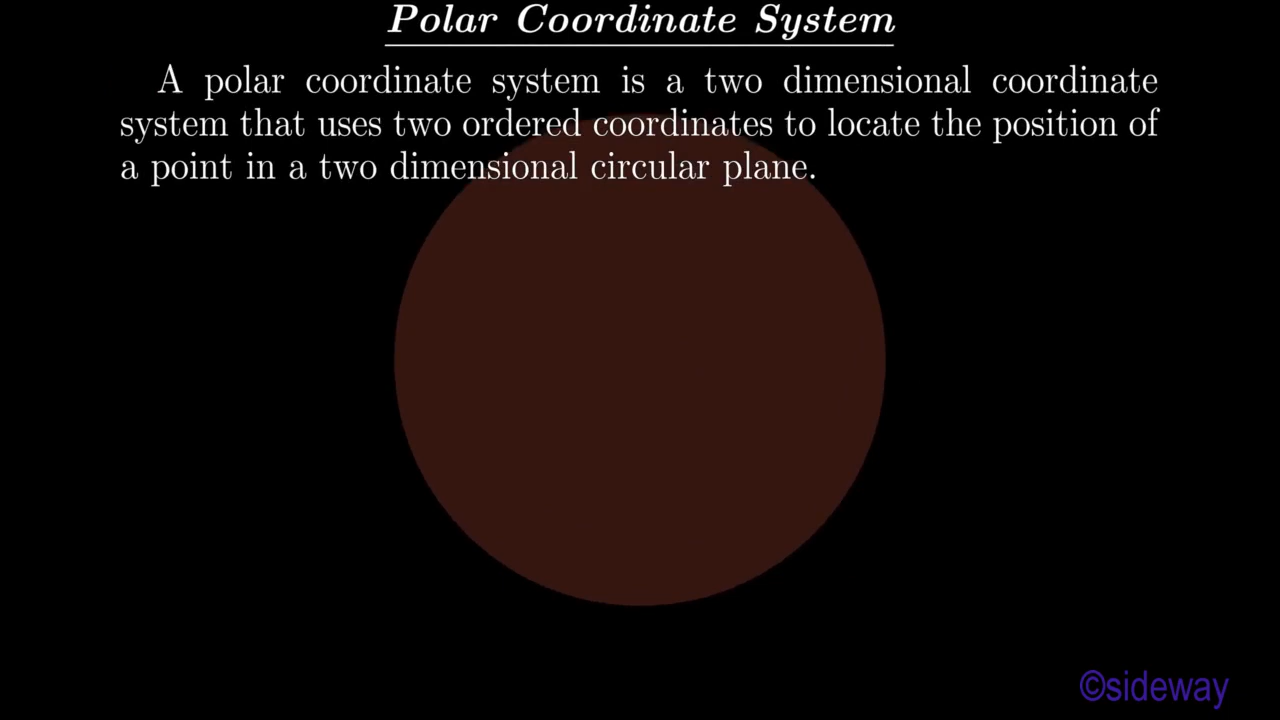 Polar Coordinate System
A polar coordinate system is a two dimensional coordinate
system that uses two ordered coordinates to locate the position of
a point in a two dimensional circular plane.
©sideway